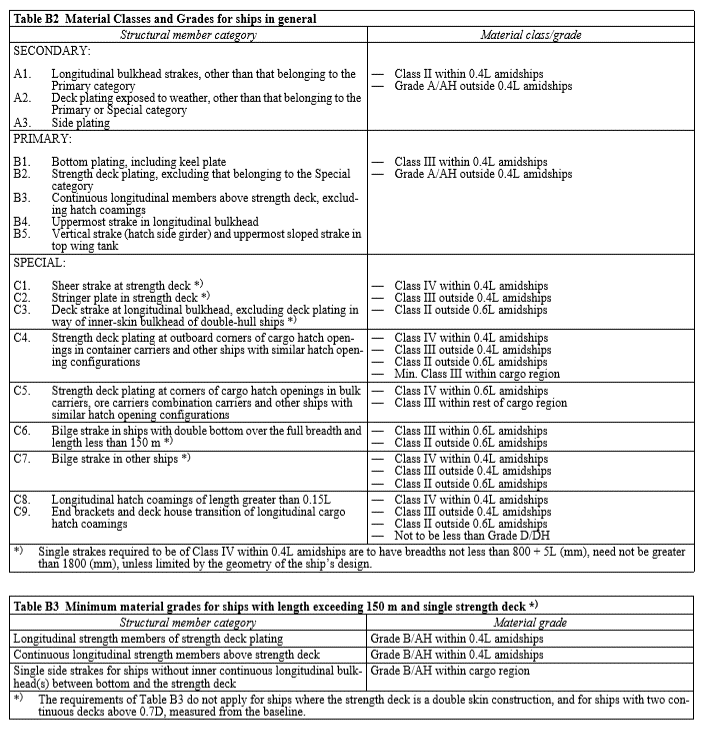 Table B2 Material Classes and Grades for ships in general
Structural member category Material class/grade
SECONDARY:
A1. Longitudinal bulkhead strakes, other than that belonging to the
Primary category
A2. Deck plating exposed to weather, other than that belonging to the
Primary or Special category
A3. Side plating
— Class II within 0.4L amidships
— Grade A/AH outside 0.4L amidships
PRIMARY:
B1. Bottom plating, including keel plate
B2. Strength deck plating, excluding that belonging to the Special
category
B3. Continuous longitudinal members above strength deck, exclud-
ing hatch coamings
B4. Uppermost strake in longitudinal bulkhead
B5. Vertical strake (hatch side girder) and uppermost sloped strake in
top wing tank
— Class III within 0.4L amidships
— Grade A/AH outside 0.4L amidships
SPECIAL:
C1. Sheer strake at strength deck *)
C2. Stringer plate in strength deck *)
C3. Deck strake at longitudinal bulkhead, excluding deck plating in
way of inner-skin bulkhead of double-hull ships *)
— Class IV within 0.4L amidships
— Class III outside 0.4L amidships
— Class II outside 0.6L amidships
C4. Strength deck plating at outboard corners of cargo hatch open-
ings in container carriers and other ships with similar hatch open-
ing configurations
— Class IV within 0.4L amidships
— Class III outside 0.4L amidships
— Class II outside 0.6L amidships
— Min. Class III within cargo region
C5. Strength deck plating at corners of cargo hatch openings in bulk
carriers, ore carriers combination carriers and other ships with
similar hatch opening configurations
— Class IV within 0.6L amidships
— Class III within rest of cargo region
C6. Bilge strake in ships with double bottom over the full breadth and
length less than 150 m *)
— Class III within 0.6L amidships
— Class II outside 0.6L amidships
C7. Bilge strake in other ships *)
— Class IV within 0.4L amidships
— Class III outside 0.4L amidships
— Class II outside 0.6L amidships
C8. Longitudinal hatch coamings of length greater than 0.15L
C9. End brackets and deck house transition of longitudinal cargo
hatch coamings
— Class IV within 0.4L amidships
— Class III outside 0.4L amidships
— Class II outside 0.6L amidships
— Not to be less than Grade D/DH
*) Single strakes required to be of Class IV within 0.4L amidships are to have breadths not less than 800 + 5L (mm), need not be greater
than 1800 (mm), unless limited by the geometry of the ship's design.
Table B3 Minimum material grades for ships with length exceeding 150 m and single strength deck *)
Structural member category Material grade
Longitudinal strength members of strength deck plating Grade B/AH within 0.4L amidships
Continuous longitudinal strength members above strength deck Grade B/AH within 0.4L amidships
Single side strakes for ships without inner continuous longitudinal bulk-
head(s) between bottom and the strength deck
Grade B/AH within cargo region
*) The requirements of Table B3 do not apply for ships where the strength deck is a double skin construction, and for ships with two con-
tinuous decks above 0.7D, measured from the baseline.